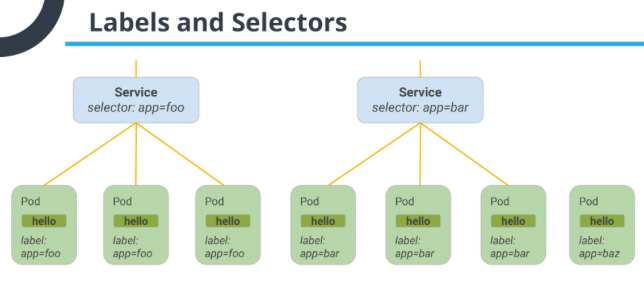 Labels and Selectors
Service
selector: app=foo
Service
selector: app=bar
Pod
hello
label:
app=foo
Pod
hello
label:
app=foo
Pod
hello
label:
app=foo
Pod
hello
label:
app=bar
Pod
hello
label:
app=bar
Pod
hello
label:
app=bar
Pod
hello
label:
app=baz